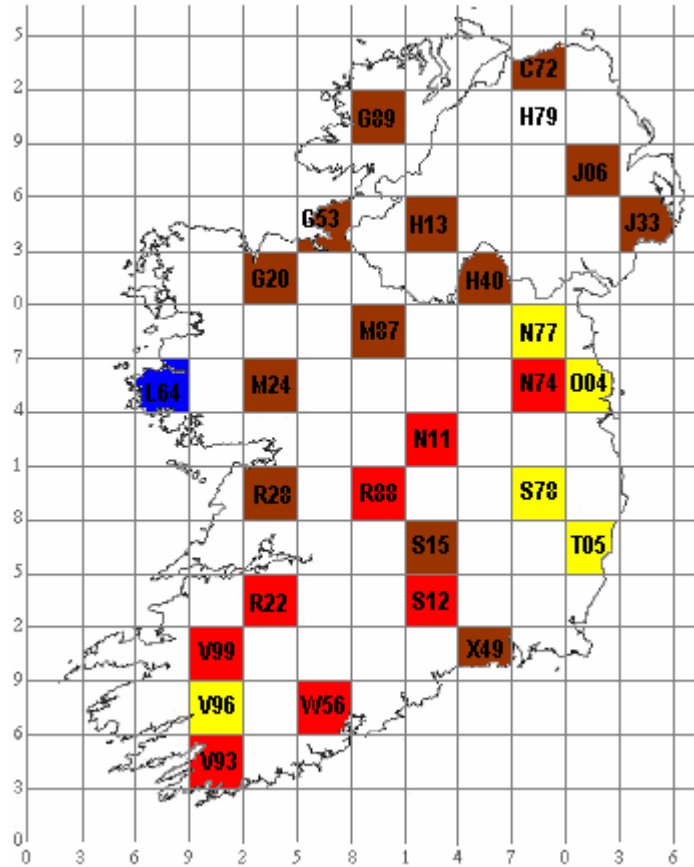 5
C72
2
G89 H79
9
J06
6
G53 H13 J33
3
G20 H40
0
M87 N77
7
L64 M24 N74 O04
4
N11
1
R28 R88 S78
8
S15 T05
5
R22 S12
2
V99 X49
9
V96 W56
6
V93
3
0
0 3 6 9 2 5 8 1 4 7 0 3 6